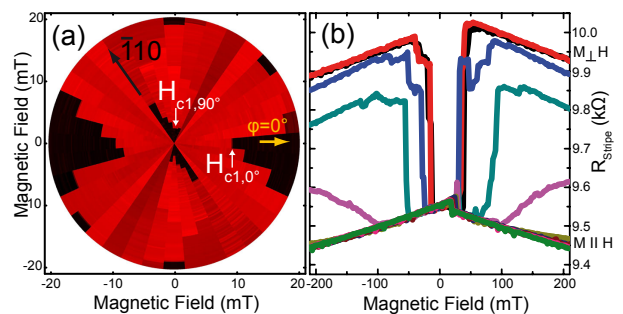 (a)
(b)
Magnetic Field (mT)
20
10
0
10
20
-20
-10
0
10
20
Magnetic Field (mT)
1̄10
H_c1,90°
φ=0°
H_c1,0°
10.0
9.9
9.8
9.7
9.6
9.5
9.4
M⊥H
M II H
R_Stripe (kΩ)
-200
-100
0
100
200
Magnetic Field (mT)